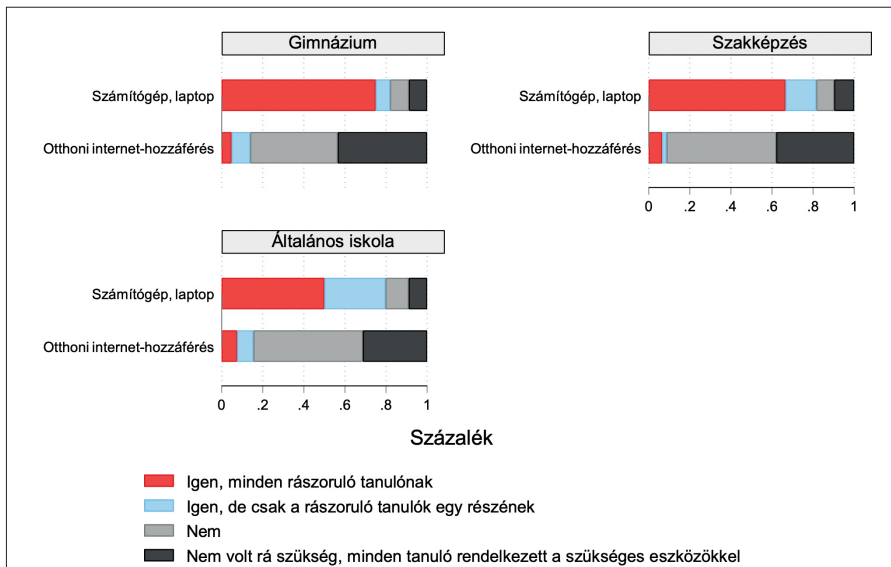 Gimnázium
Számítógép, laptop
Otthoni internet-hozzáférés
Szakképzés
Számítógép, laptop
Otthoni internet-hozzáférés
0 .2 .4 .6 .8 1
Általános iskola
Számítógép, laptop
Otthoni internet-hozzáférés
0 .2 .4 .6 .8 1
Százalék
Igen, minden rászoruló tanulónak
Igen, de csak a rászoruló tanulók egy részének
Nem
Nem volt rá szükség, minden tanuló rendelkezett a szükséges eszközökkel